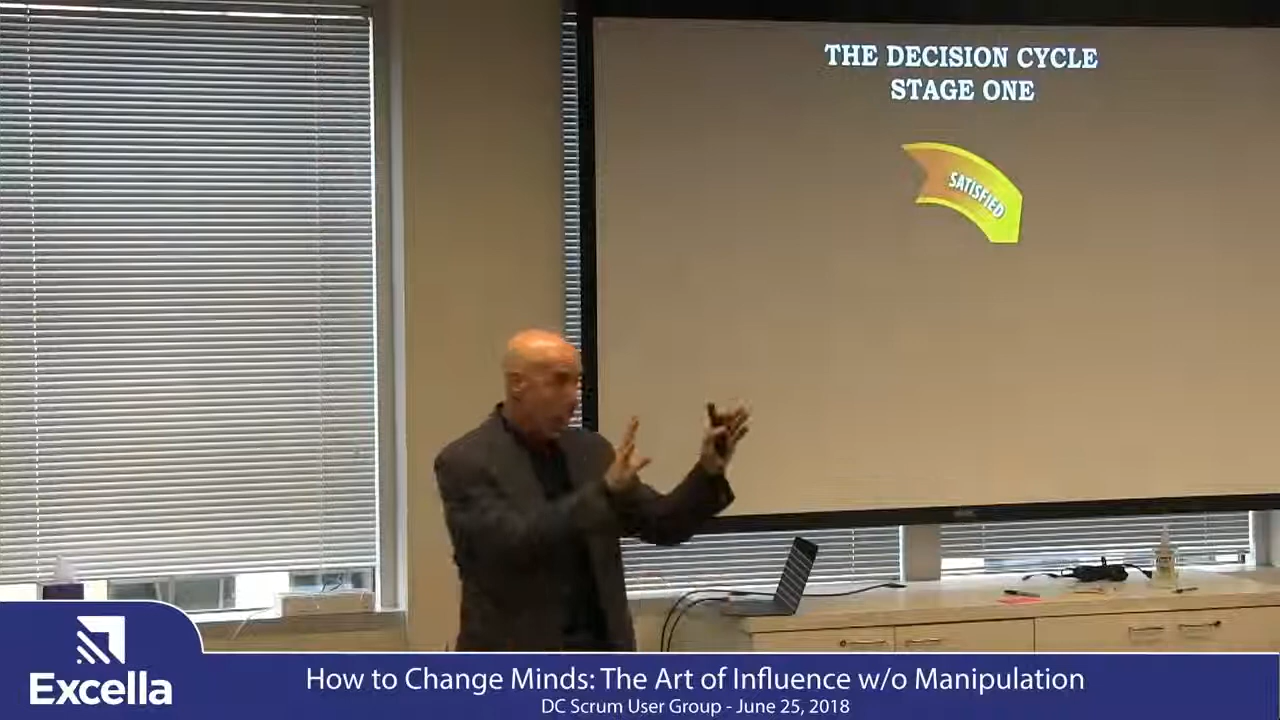 THE DECISION CYCLE
STAGE ONE
SATISFIED
Excella
How to Change Minds: The Art of Influence w/o Manipulation
DC Scrum User Group - June 25, 2018